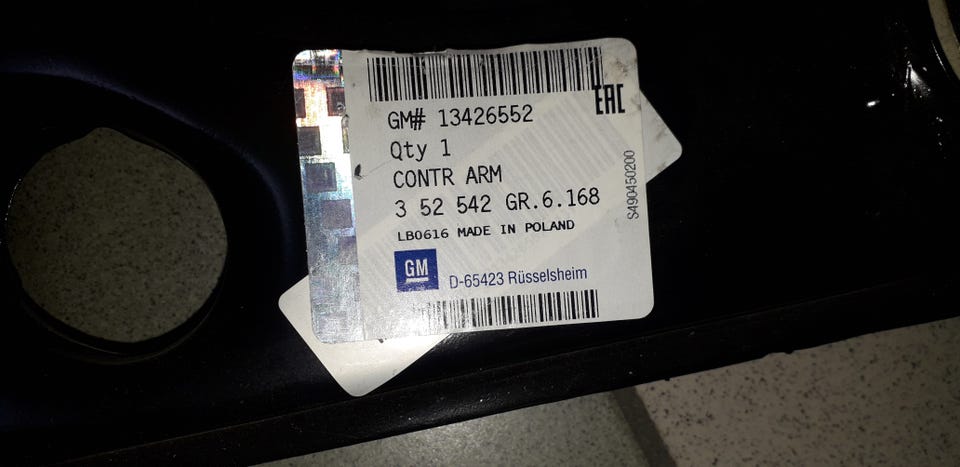 EAC
GM# 13426552
Qty 1
CONTR ARM
3 52 542 GR.6.168
LB0616 MADE IN POLAND
GM D-65423 Rüsselsheim
S490450200